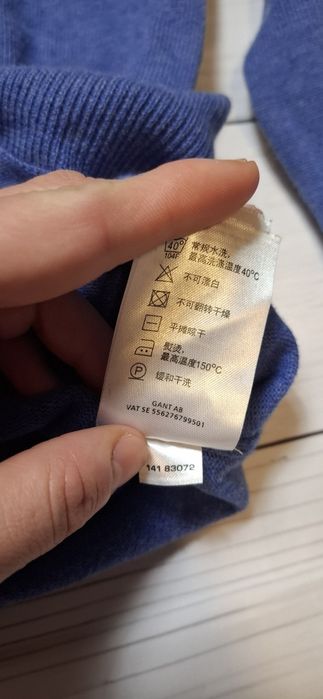 40°
104F
常规水洗,
最高洗涤温度40℃
不可漂白
不可翻转干燥
平摊晾干
熨烫,
最高温度150℃
P
缓和干洗
GANT AB
VAT SE 556276799501
141 83072